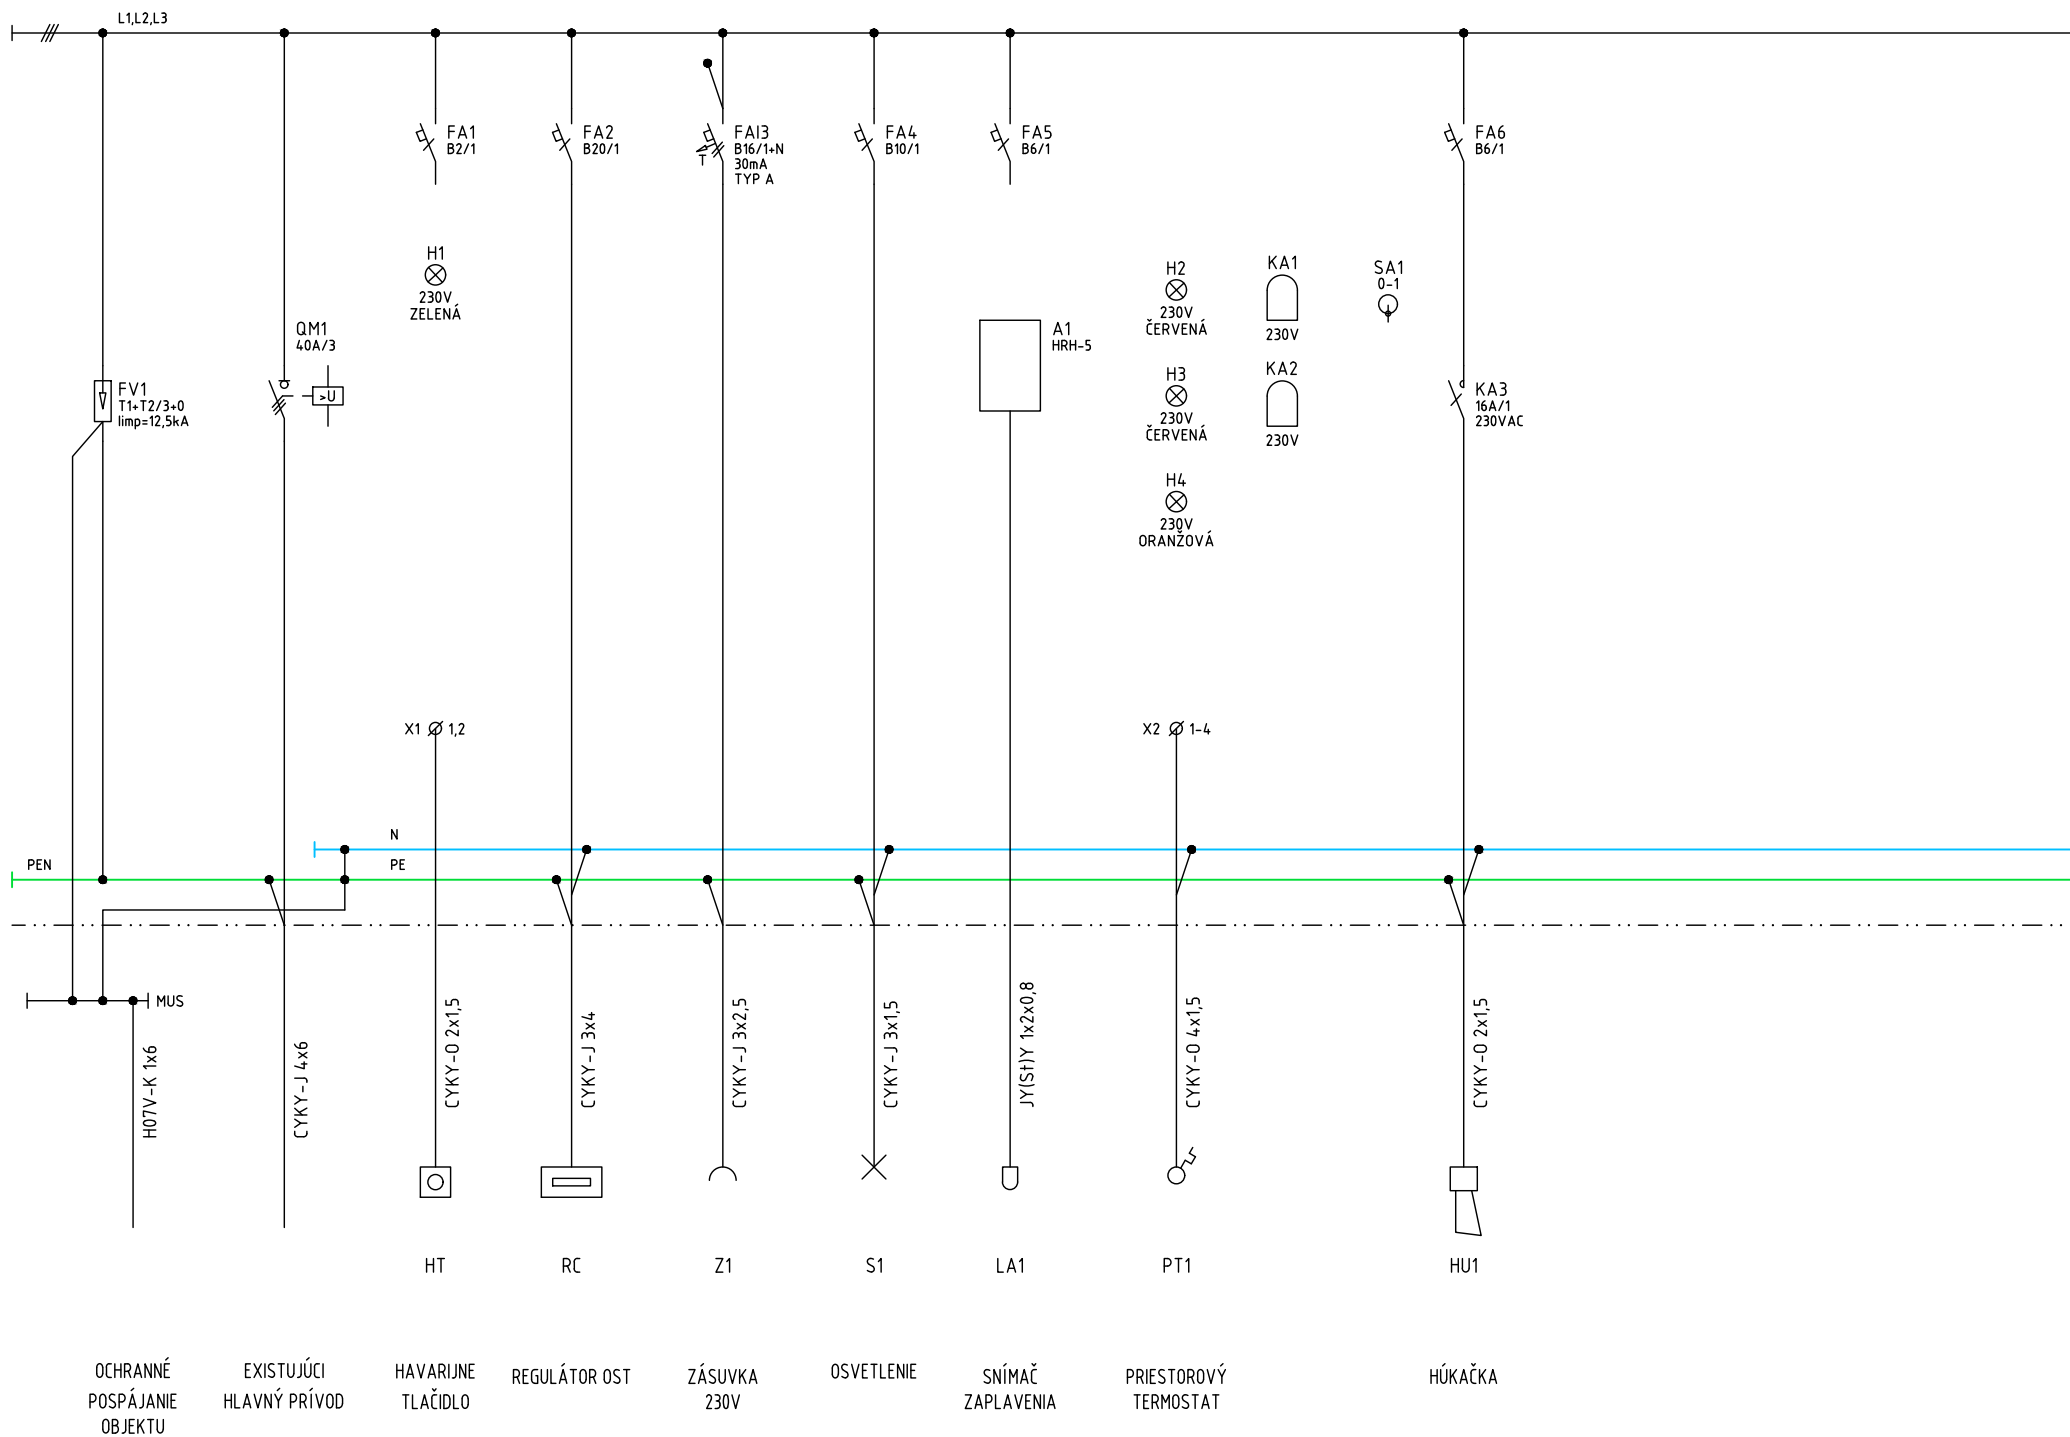 L1,L2,L3
FA1
B2/1
FA2
B20/1
FAI3
B16/1+N
30mA
TYP A
FA4
B10/1
FA5
B6/1
FA6
B6/1
H1
230V
ZELENÁ
H2
230V
ČERVENÁ
KA1
230V
SA1
0-1
QM1
40A/3
>U
A1
HRH-5
FV1
T1+T2/3+0
Iimp=12,5kA
H3
230V
ČERVENÁ
KA2
230V
KA3
16A/1
230VAC
H4
230V
ORANŽOVÁ
X1
1,2
X2
1-4
N
PEN
PE
MUS
H07V-K 1x6
CYKY-J 4x6
CYKY-O 2x1,5
CYKY-J 3x4
CYKY-J 3x2,5
CYKY-J 3x1,5
JY(St)Y 1x2x0,8
CYKY-O 4x1,5
CYKY-O 2x1,5
T
HT
RC
Z1
S1
LA1
PT1
HU1
OCHRANNÉ
POSPÁJANIE
OBJEKTU
EXISTUJÚCI
HLAVNÝ PRÍVOD
HAVARIJNE
TLAČIDLO
REGULÁTOR OST
ZÁSUVKA
230V
OSVETLENIE
SNÍMAČ
ZAPLAVENIA
PRIESTOROVÝ
TERMOSTAT
HÚKAČKA